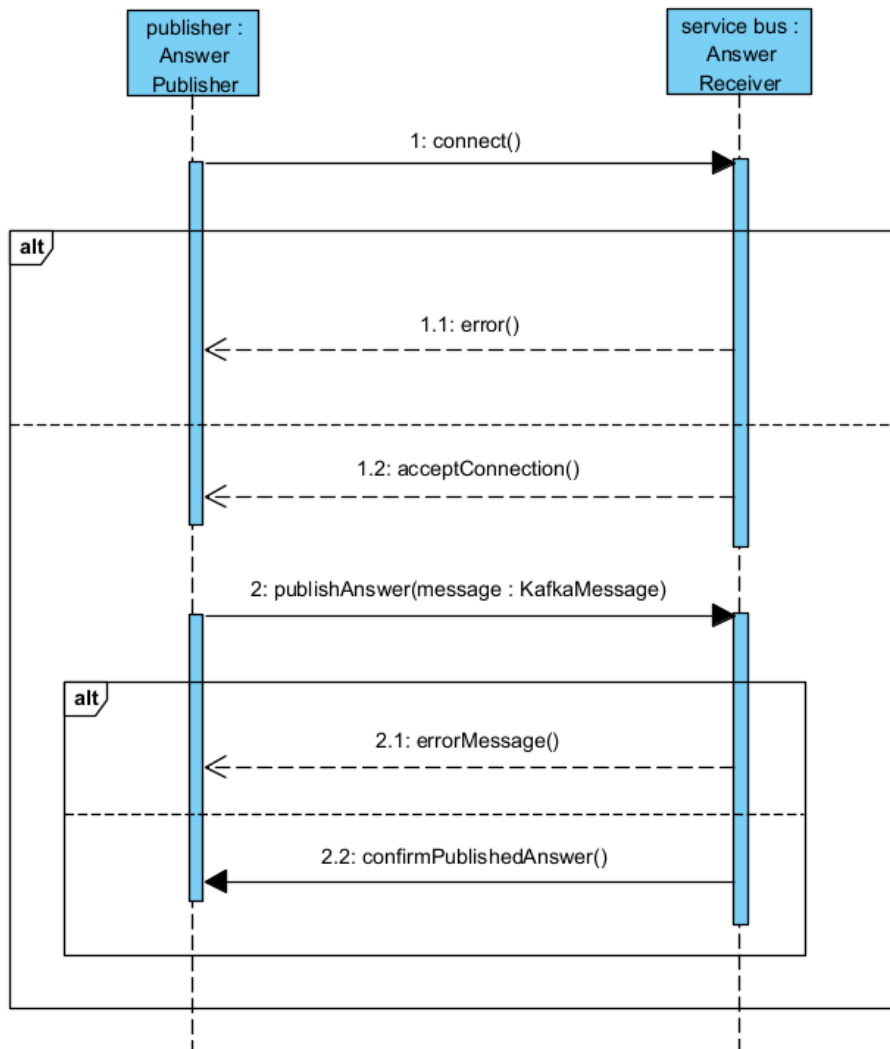 publisher :
Answer
Publisher
service bus :
Answer
Receiver
1: connect()
alt
1.1: error()
1.2: acceptConnection()
2: publishAnswer(message : KafkaMessage)
alt
2.1: errorMessage()
2.2: confirmPublishedAnswer()